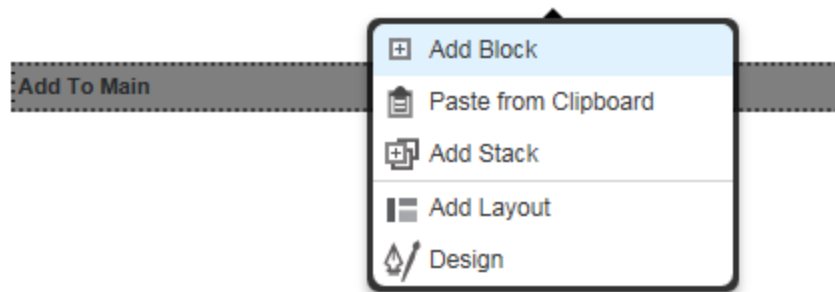 Add Block
Add To Main
Paste from Clipboard
Add Stack
Add Layout
Design